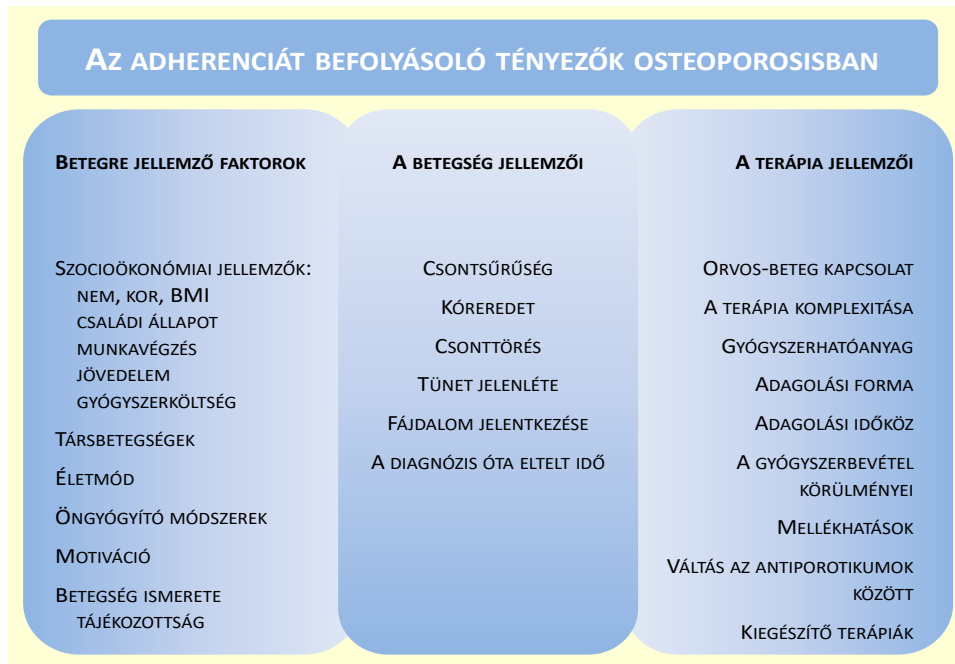 AZ ADHERENCIÁT BEFOLYÁSOLÓ TÉNYEZŐK OSTEOPOROSISBAN
BETEGRE JELLEMZŐ FAKTOROK
SZOCIOÖKONÓMIAI JELLEMZŐK:
NEM, KOR, BMI
CSALÁDI ÁLLAPOT
MUNKAVÉGZÉS
JÖVEDELEM
GYÓGYSZERKÖLTSÉG
TÁRSBETEGSÉGEK
ÉLETMÓD
ÖNGYÓGYÍTÓ MÓDSZEREK
MOTIVÁCIÓ
BETEGSÉG ISMERETE
TÁJÉKOZOTTSÁG
A BETEGSÉG JELLEMZŐI
CSONTSŰRŰSÉG
KÓREREDET
CSONTTÖRÉS
TÜNET JELENLÉTE
FÁJDALOM JELENTKEZÉSE
A DIAGNÓZIS ÓTA ELTELT IDŐ
A TERÁPIA JELLEMZŐI
ORVOS-BETEG KAPCSOLAT
A TERÁPIA KOMPLEXITÁSA
GYÓGYSZERHATÓANYAG
ADAGOLÁSI FORMA
ADAGOLÁSI IDŐKÖZ
A GYÓGYSZERBEVÉTEL
KÖRÜLMÉNYEI
MELLÉKHATÁSOK
VÁLTÁS AZ ANTIPOROTIKUMOK
KÖZÖTT
KIEGÉSZÍTŐ TERÁPIÁK